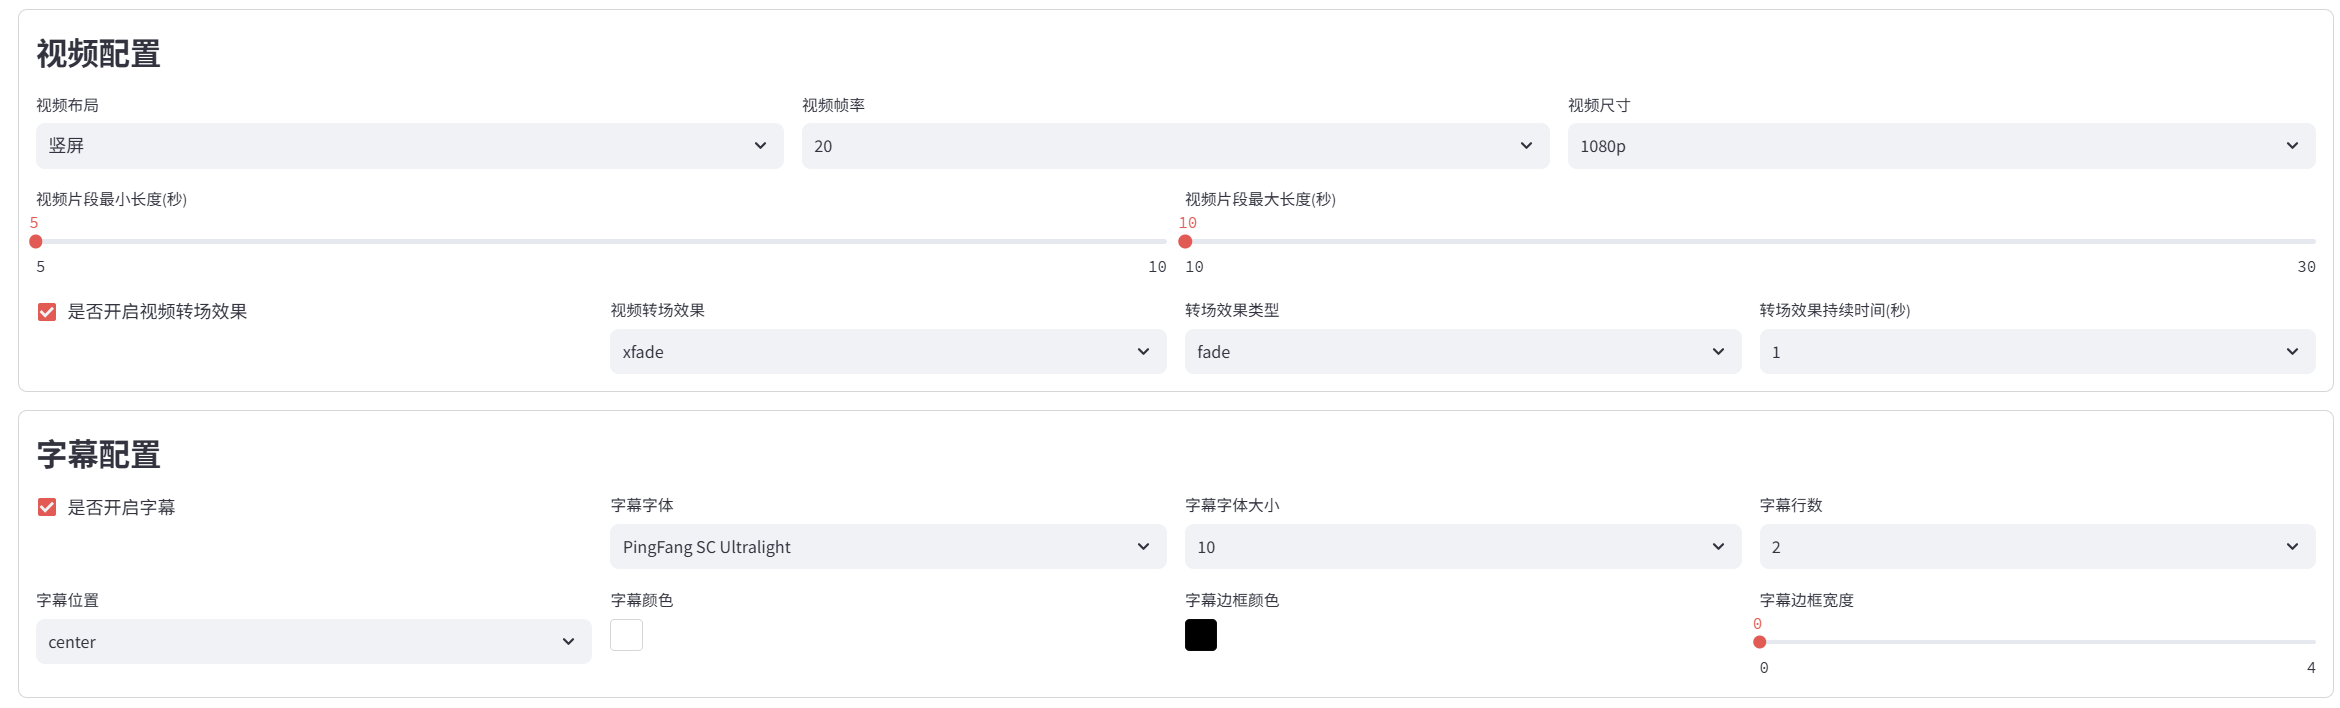 视频配置
视频布局 视频帧率 视频尺寸
竖屏 20 1080p
视频片段最小长度(秒) 视频片段最大长度(秒)
5 10
5 10 10 30
是否开启视频转场效果 视频转场效果 转场效果类型 转场效果持续时间(秒)
xfade fade 1
字幕配置
是否开启字幕 字幕字体 字幕字体大小 字幕行数
PingFang SC Ultralight 10 2
字幕位置 字幕颜色 字幕边框颜色 字幕边框宽度
center 0
0 4